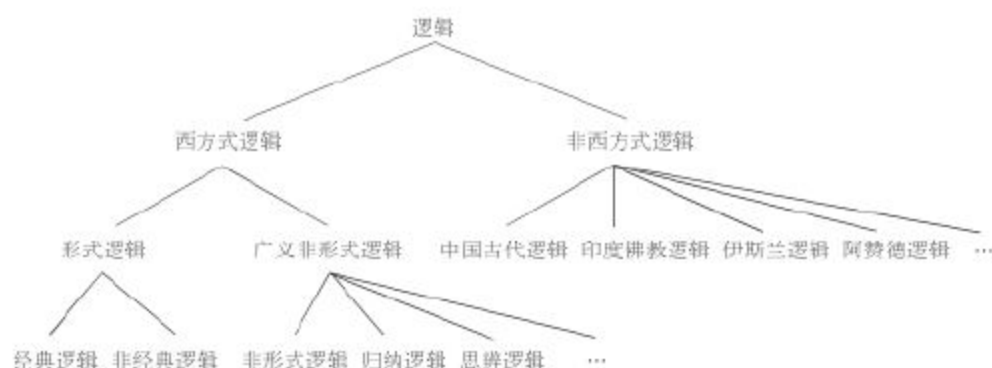 逻辑
西方式逻辑 非西方式逻辑
形式逻辑 广义非形式逻辑 中国古代逻辑 印度佛教逻辑 伊斯兰逻辑 阿赞德逻辑 …
经典逻辑 非经典逻辑 非形式逻辑 归纳逻辑 思辨逻辑 …